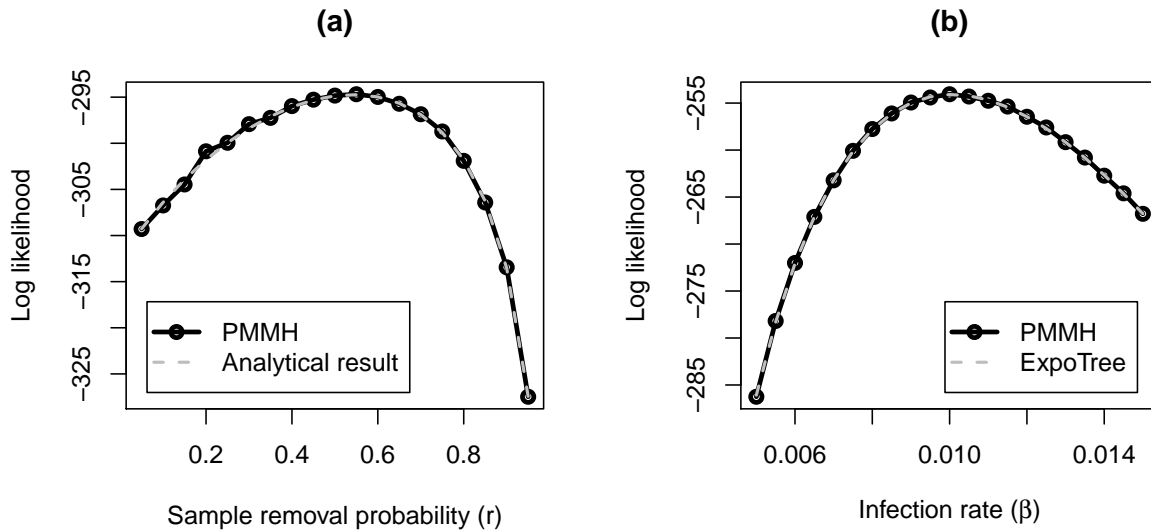 (a)
Log likelihood
−295
−305
−315
−325
PMMH
Analytical result
0.2 0.4 0.6 0.8
Sample removal probability (r)
(b)
Log likelihood
−255
−265
−275
−285
PMMH
ExpoTree
0.006 0.010 0.014
Infection rate (β)